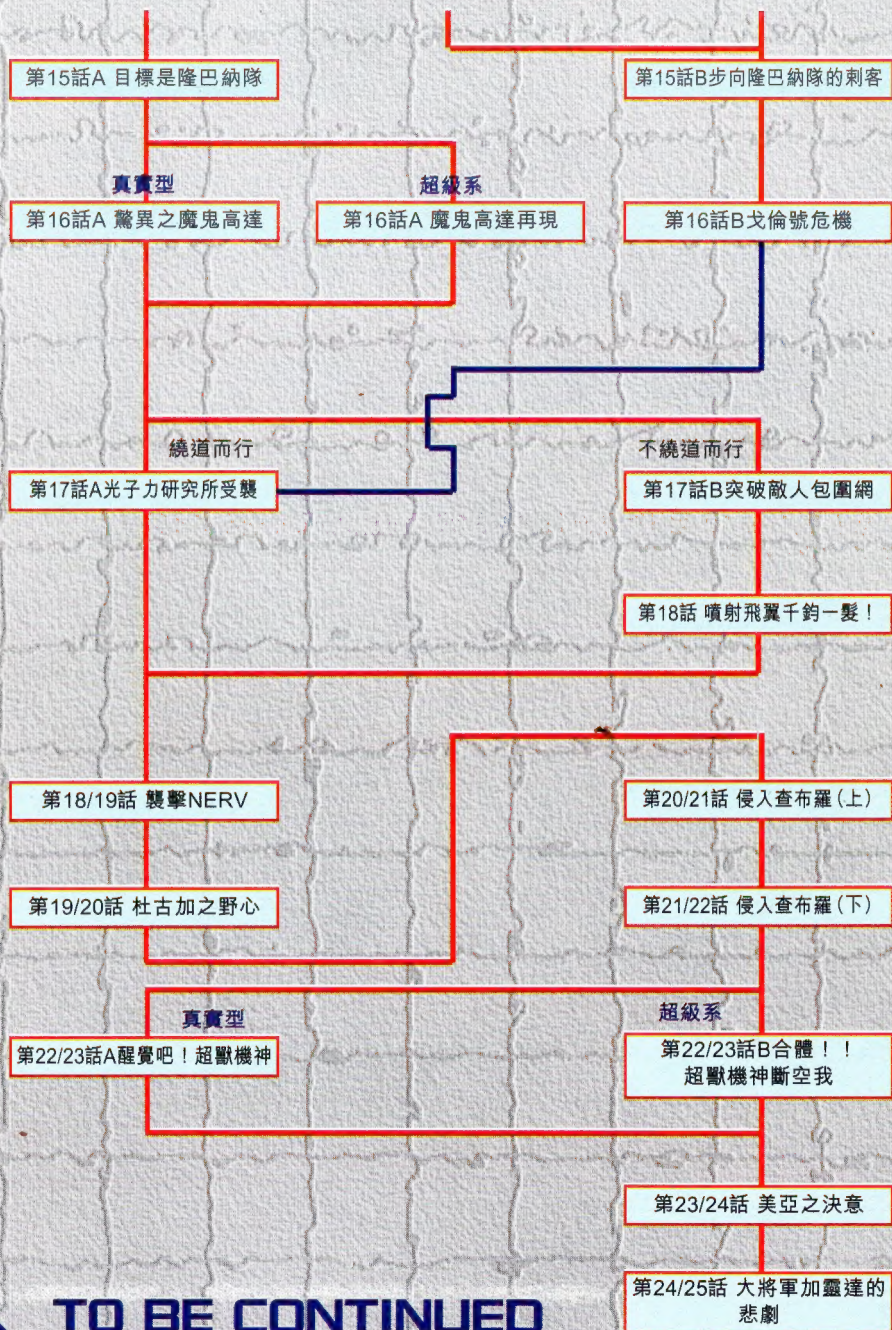 第15話A 目標是隆巴納隊
第15話B步向隆巴納隊的刺客
真實型
超級系
第16話A 驚異之魔鬼高達
第16話A 魔鬼高達再現
第16話B戈倫號危機
繞道而行
不繞道而行
第17話A光子力研究所受襲
第17話B突破敵人包圍網
第18話 噴射飛翼千鈞一髮！
第18/19話 襲擊NERV
第20/21話 侵入查布羅（上）
第19/20話 杜古加之野心
第21/22話 侵入查布羅（下）
真實型
超級系
第22/23話A醒覺吧！超獸機神
第22/23話B合體！！
超獸機神斷空我
第23/24話 美亞之決意
第24/25話 大將軍加靈達的
悲劇
TO BE CONTINUED